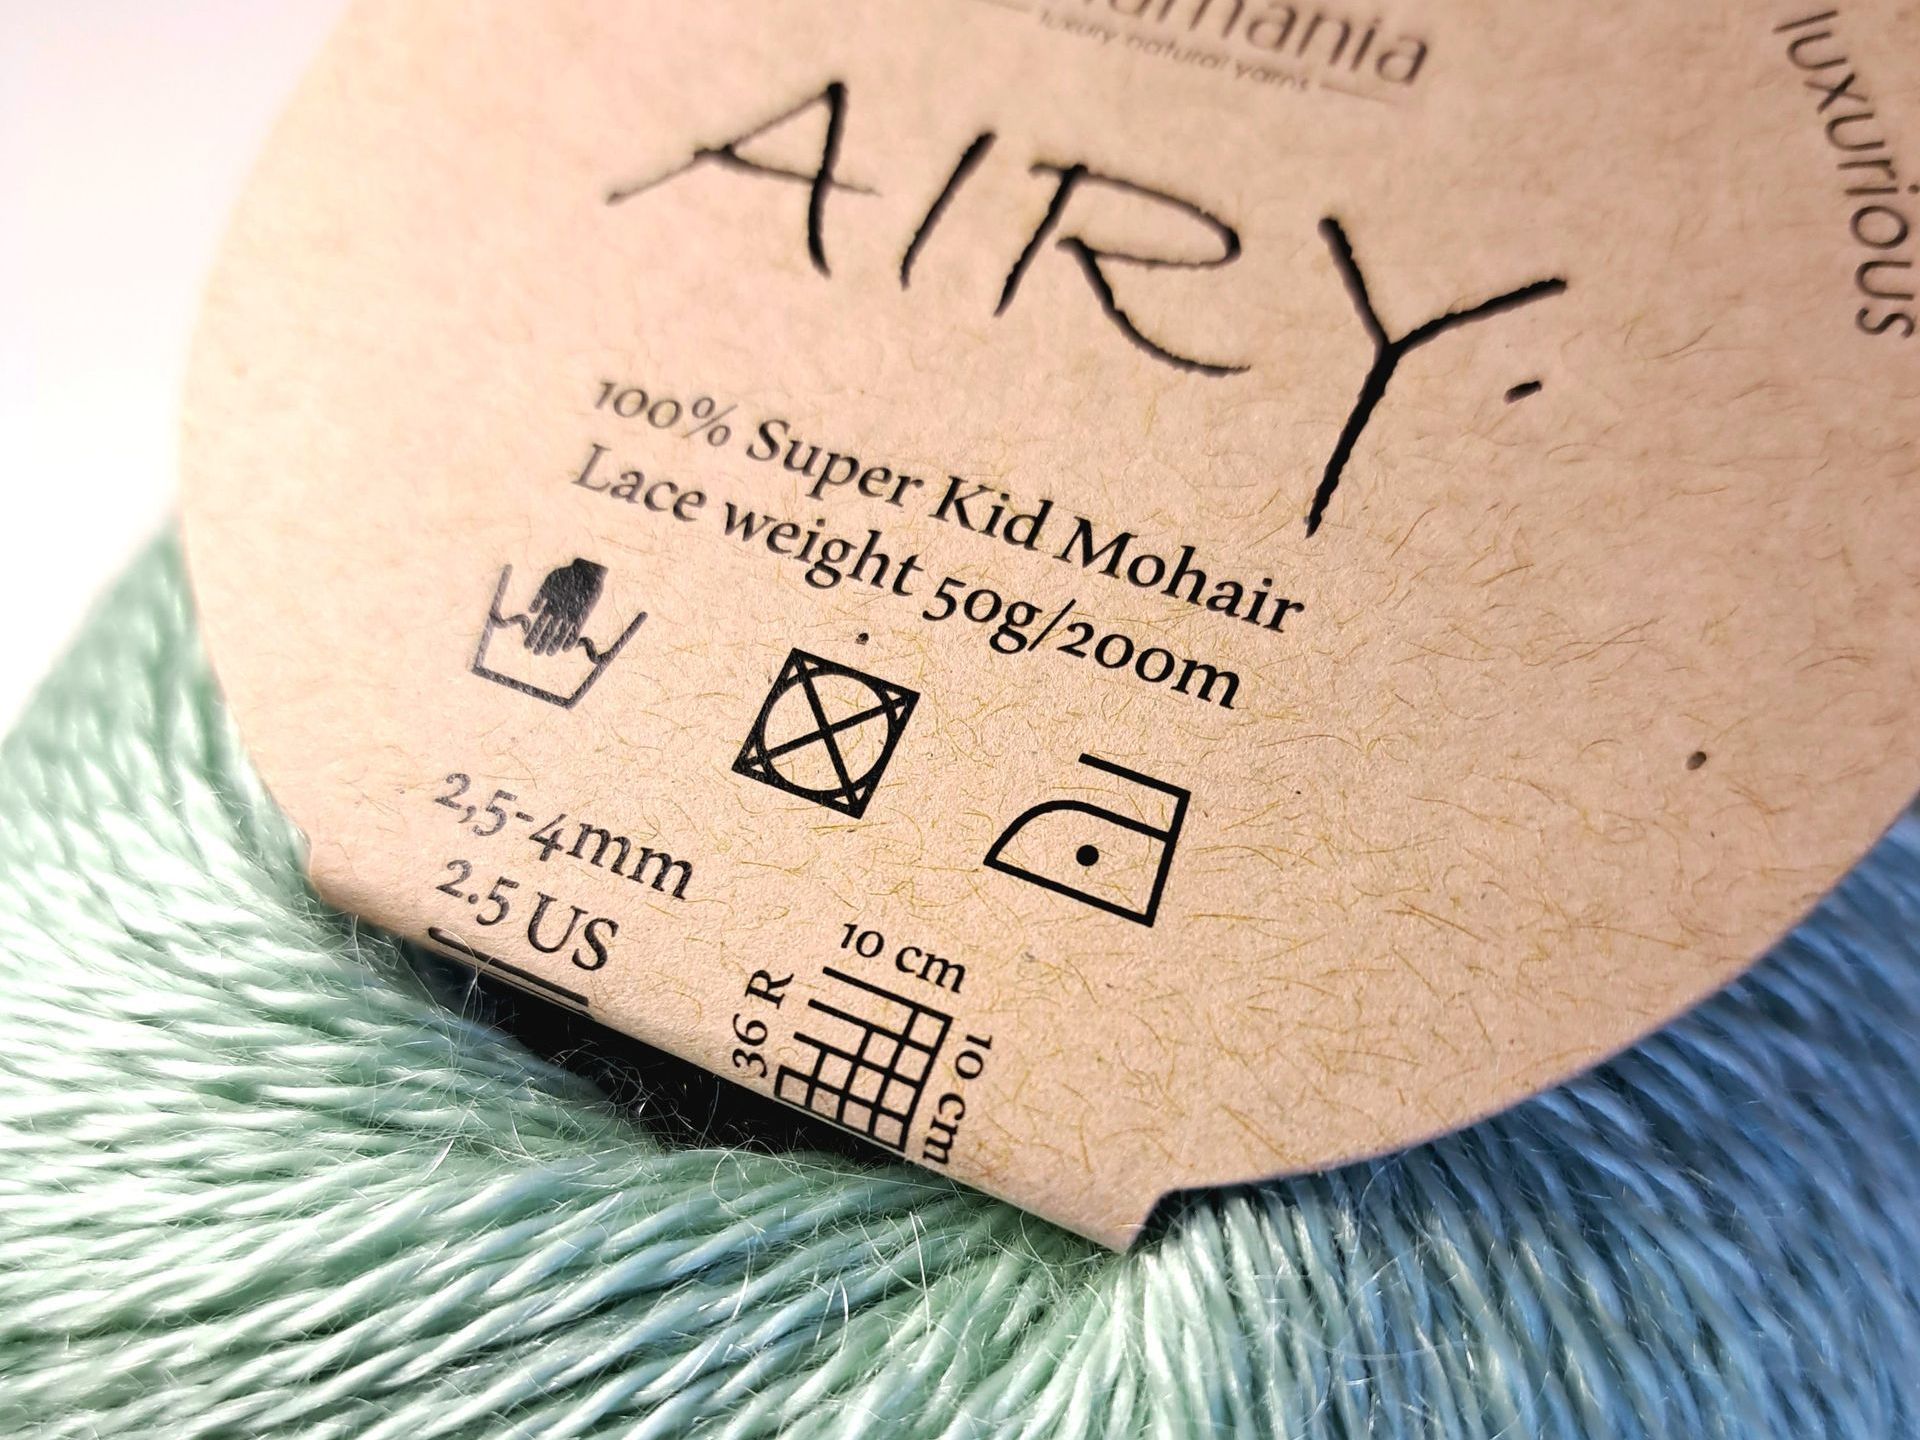 luxury natural yarns
luxurious
AIRY.
100% Super Kid Mohair
Lace weight 50g/200m
2,5-4mm
2.5 US
10 cm
36 R
10 cm